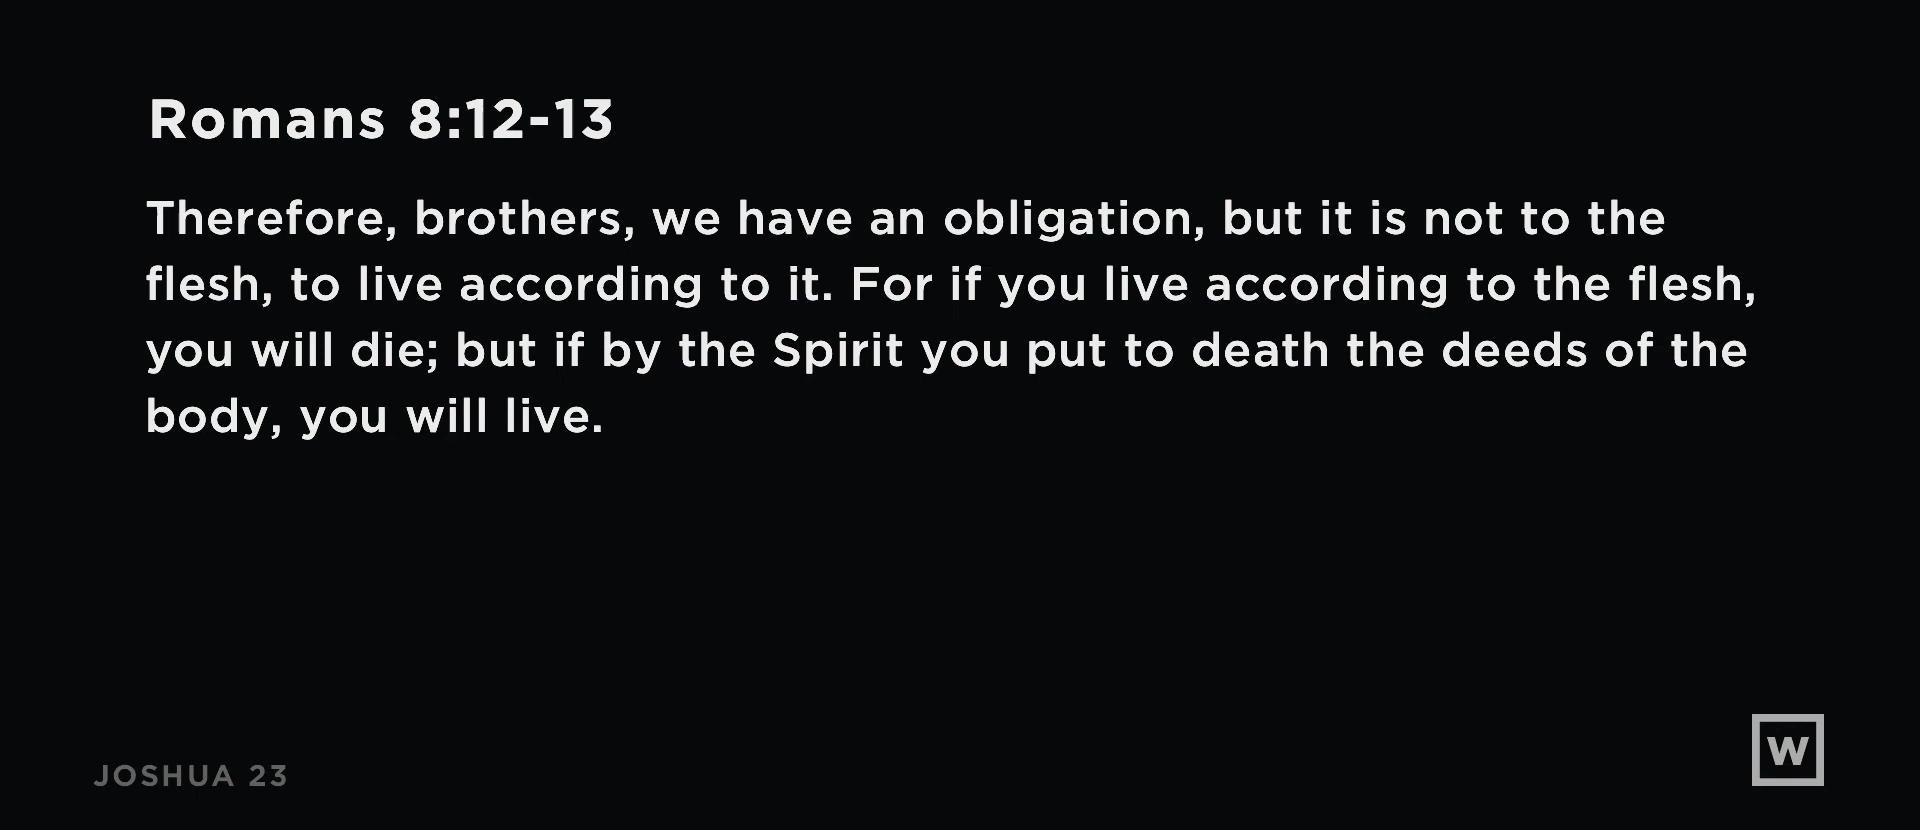 Romans 8:12-13
Therefore, brothers, we have an obligation, but it is not to the
flesh, to live according to it. For if you live according to the flesh,
you will die; but if by the Spirit you put to death the deeds of the
body, you will live.
JOSHUA 23
W